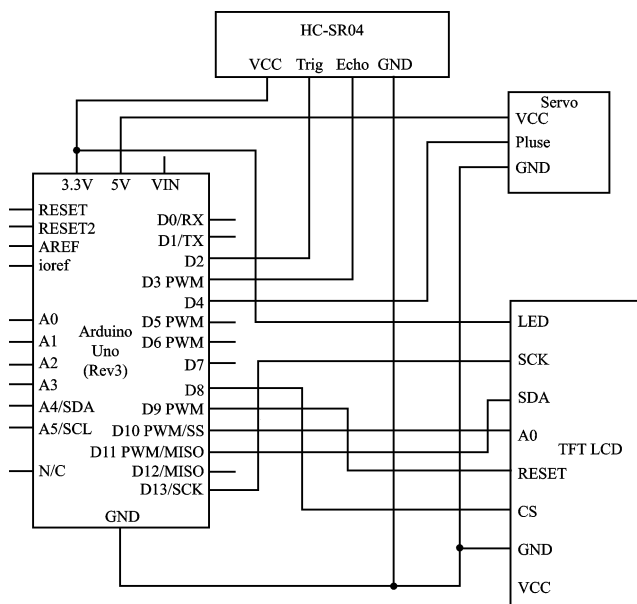 HC-SR04
VCC Trig Echo GND
Servo
VCC
Pluse
GND
3.3V 5V VIN
RESET
RESET2
AREF
ioref
A0
A1
A2
A3
A4/SDA
A5/SCL
N/C
Arduino
Uno
(Rev3)
D0/RX
D1/TX
D2
D3 PWM
D4
D5 PWM
D6 PWM
D7
D8
D9 PWM
D10 PWM/SS
D11 PWM/MISO
D12/MISO
D13/SCK
GND
LED
SCK
SDA
A0
RESET
CS
GND
VCC
TFT LCD